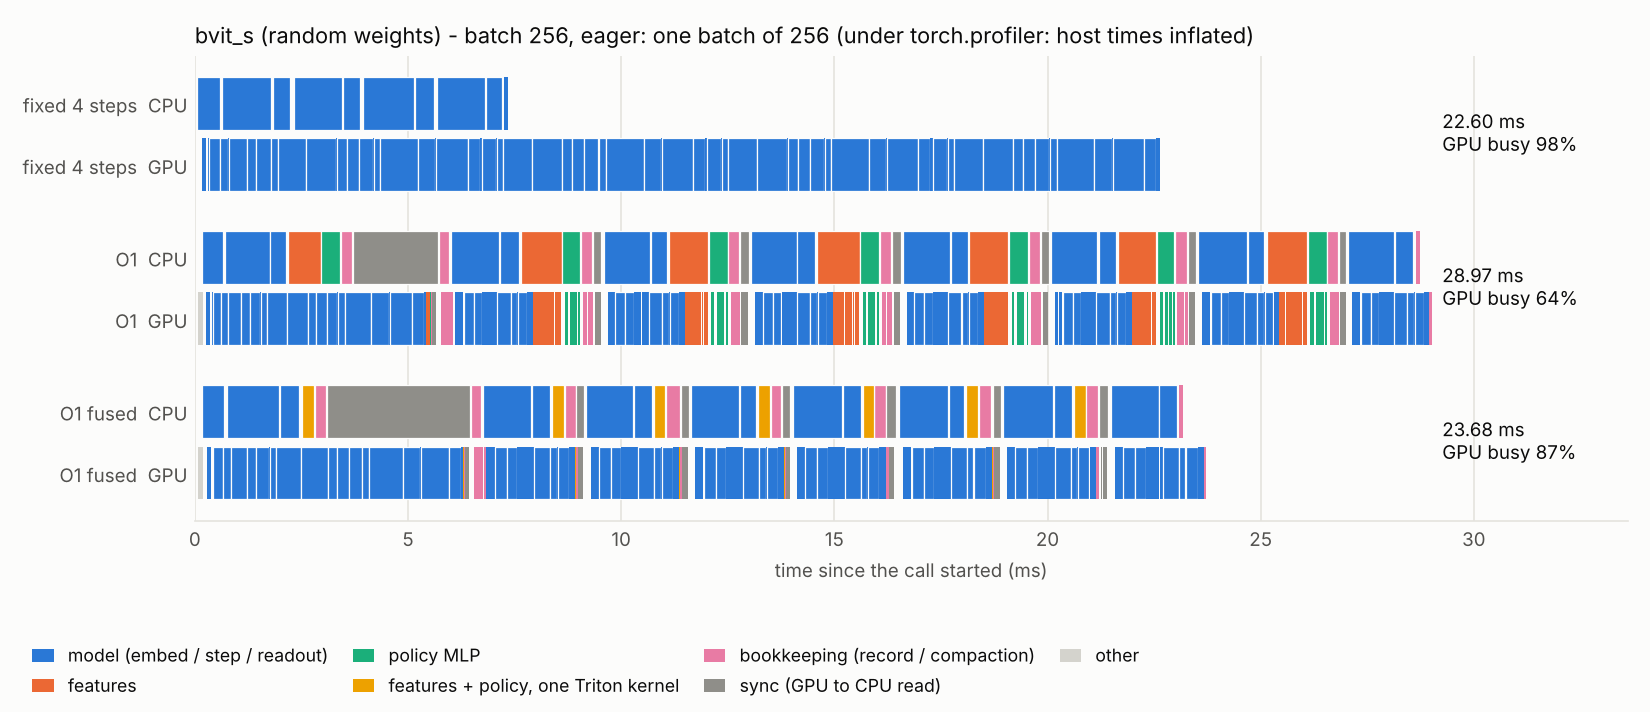 bvit_s (random weights) - batch 256, eager: one batch of 256 (under torch.profiler: host times inflated)
fixed 4 steps CPU
fixed 4 steps GPU
22.60 ms
GPU busy 98%
O1 CPU
O1 GPU
28.97 ms
GPU busy 64%
O1 fused CPU
O1 fused GPU
23.68 ms
GPU busy 87%
0 5 10 15 20 25 30
time since the call started (ms)
model (embed / step / readout) policy MLP bookkeeping (record / compaction) other
features features + policy, one Triton kernel sync (GPU to CPU read)